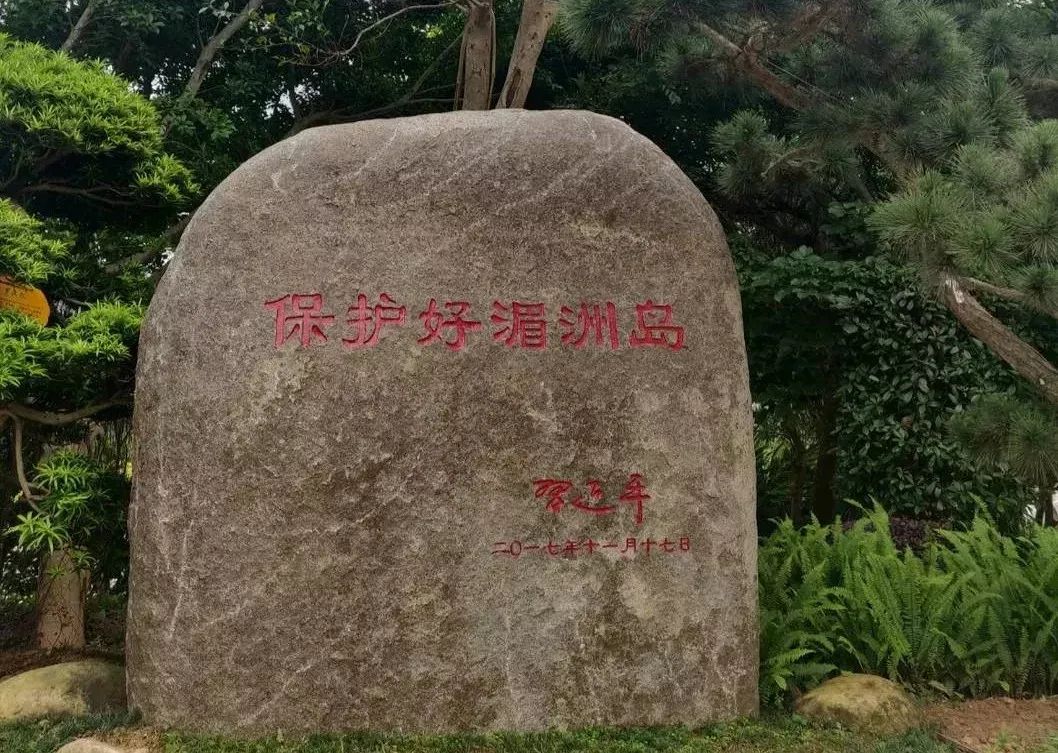 保护好湄洲岛
习近平
二〇一七年十一月十七日